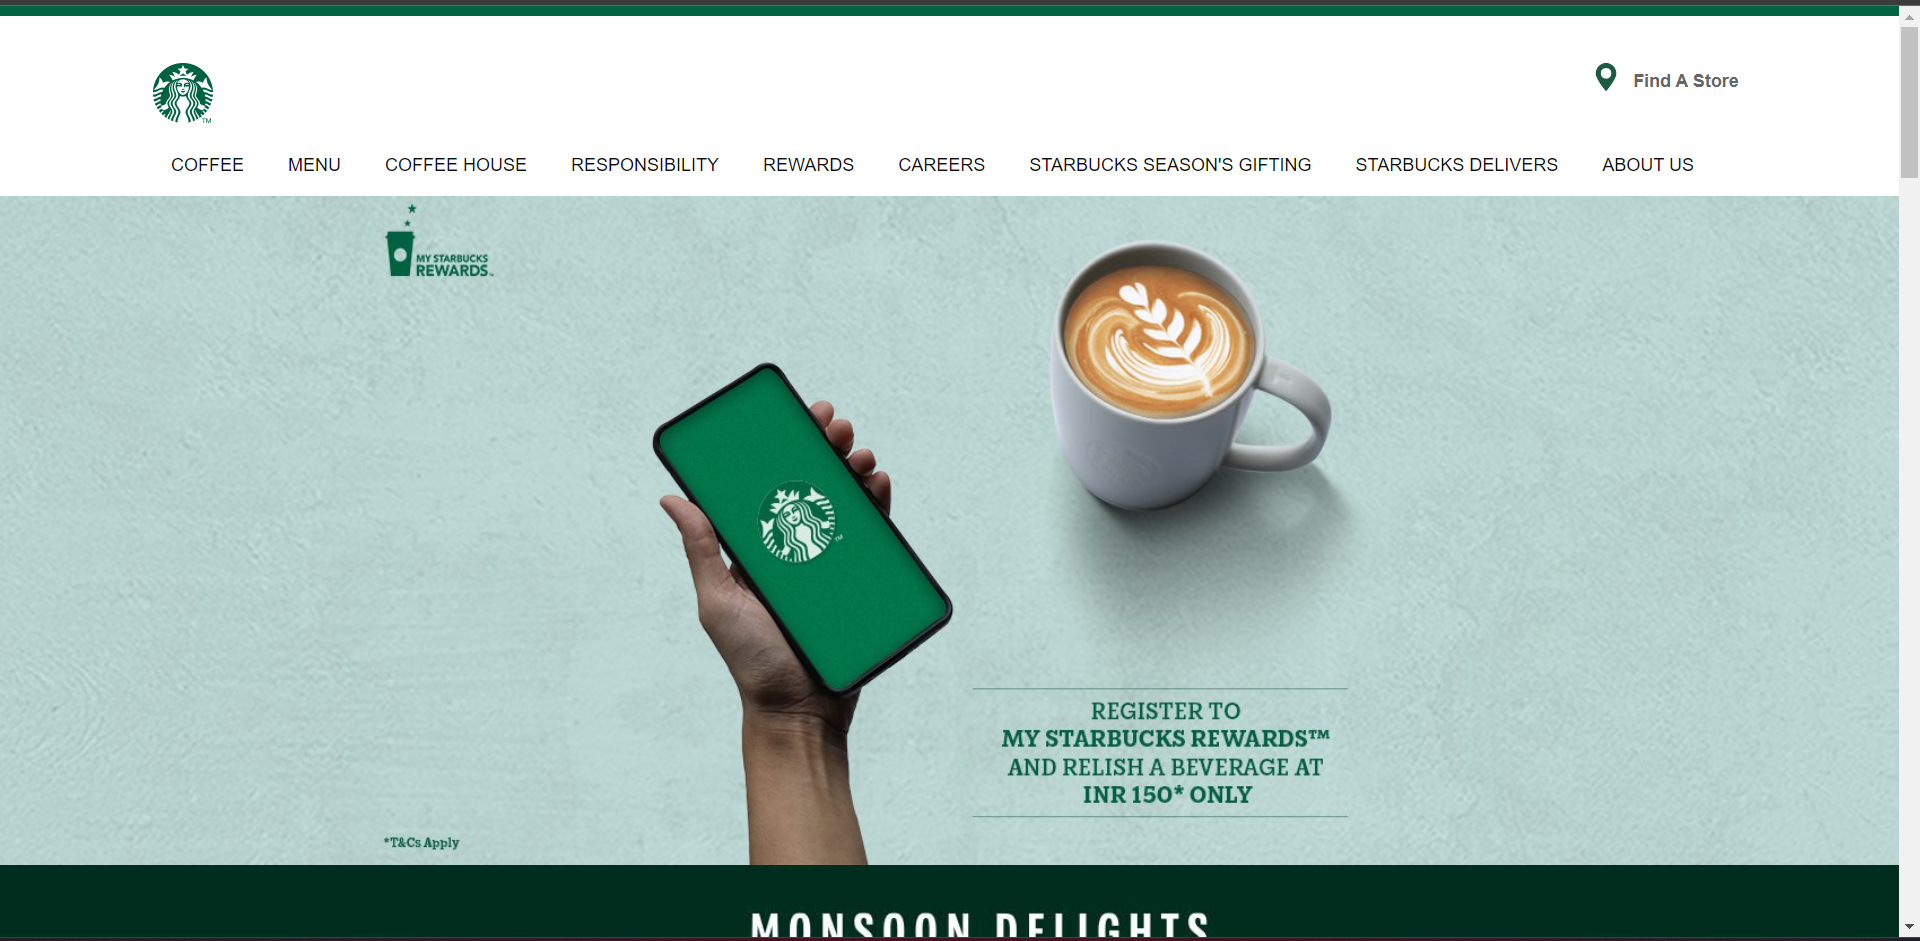 Find A Store
COFFEE MENU COFFEE HOUSE RESPONSIBILITY REWARDS CAREERS STARBUCKS SEASON'S GIFTING STARBUCKS DELIVERS ABOUT US
MY STARBUCKS
REWARDS™
REGISTER TO
MY STARBUCKS REWARDS™
AND RELISH A BEVERAGE AT
INR 150* ONLY
*T&Cs Apply
MONSOON DELIGHTS